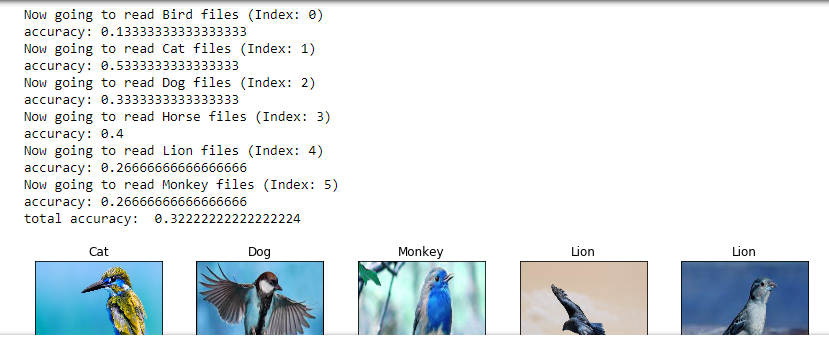 Now going to read Bird files (Index: 0)
accuracy: 0.13333333333333333
Now going to read Cat files (Index: 1)
accuracy: 0.5333333333333333
Now going to read Dog files (Index: 2)
accuracy: 0.3333333333333333
Now going to read Horse files (Index: 3)
accuracy: 0.4
Now going to read Lion files (Index: 4)
accuracy: 0.26666666666666666
Now going to read Monkey files (Index: 5)
accuracy: 0.26666666666666666
total accuracy:  0.32222222222222224
Cat Dog Monkey Lion Lion